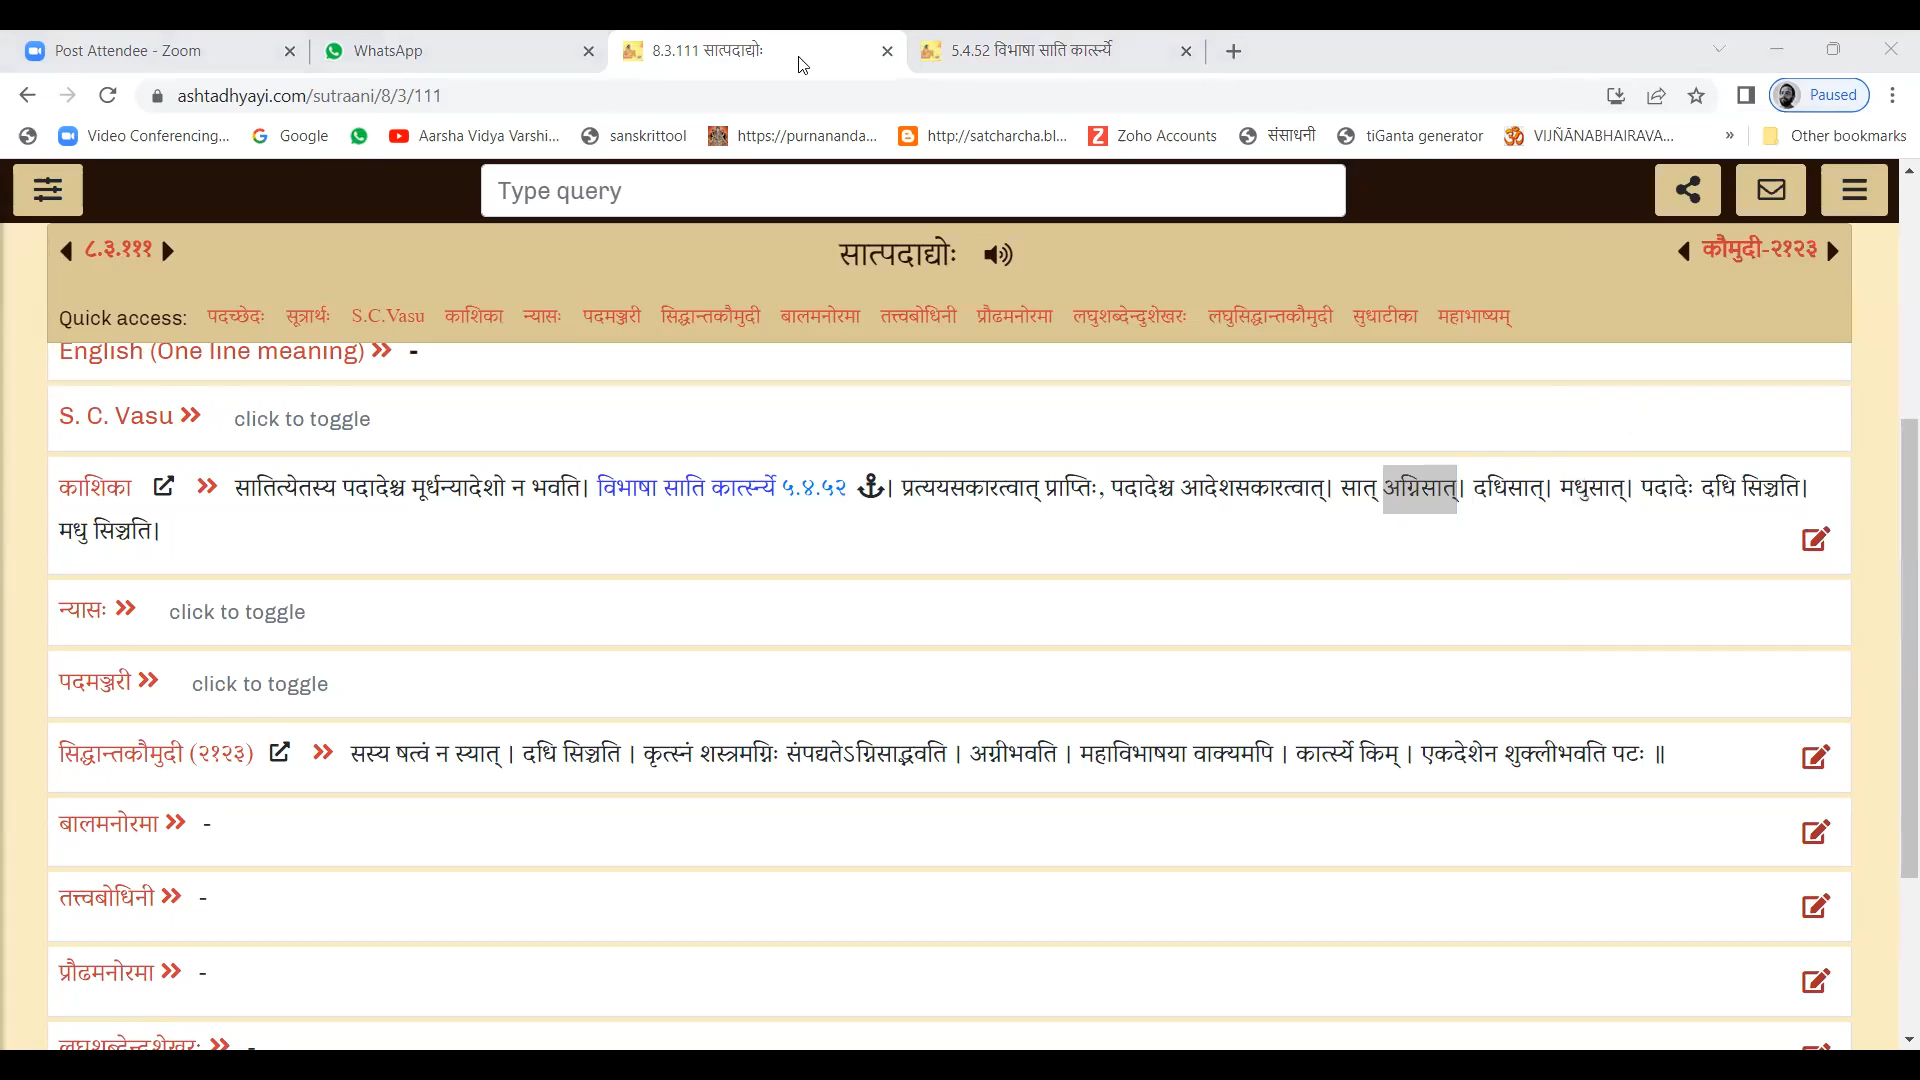 Post Attendee - Zoom
WhatsApp
8.3.111 सात्पदाद्योः
5.4.52 विभाषा साति कार्त्स्न्ये
ashtadhyayi.com/sutraani/8/3/111
Paused
Video Conferencing...
Google
Aarsha Vidya Varshi...
sanskrittool
https://purnananda...
http://satcharcha.bl...
Zoho Accounts
संसाधनी
tiGanta generator
VIJÑĀNABHAIRAVA...
» Other bookmarks
Type query
८.३.१११
सात्पदाद्योः
कौमुदी-२१२३
Quick access: पदच्छेदः सूत्रार्थः S.C.Vasu काशिका न्यासः पदमञ्जरी सिद्धान्तकौमुदी बालमनोरमा तत्त्वबोधिनी प्रौढमनोरमा लघुशब्देन्दुशेखरः लघुसिद्धान्तकौमुदी सुधाटीका महाभाष्यम्
English (One line meaning) » -
S. C. Vasu » click to toggle
काशिका » सातित्येतस्य पदादेश्च मूर्धन्यादेशो न भवति। विभाषा साति कार्त्स्न्ये ५.४.५२ । प्रत्ययसकारत्वात् प्राप्तिः, पदादेश्च आदेशसकारत्वात्। सात् अग्निसात्। दधिसात्। मधुसात्। पदादेः दधि सिञ्चति।
मधु सिञ्चति।
न्यासः » click to toggle
पदमञ्जरी » click to toggle
सिद्धान्तकौमुदी (२१२३) » सस्य षत्वं न स्यात् । दधि सिञ्चति । कृत्स्नं शस्त्रमग्निः संपद्यतेऽग्निसाद्भवति । अग्नीभवति । महाविभाषया वाक्यमपि । कार्त्स्न्ये किम् । एकदेशेन शुक्लीभवति पटः ॥
बालमनोरमा » -
तत्त्वबोधिनी » -
प्रौढमनोरमा » -
लघुशब्देन्दुशेखरः » -